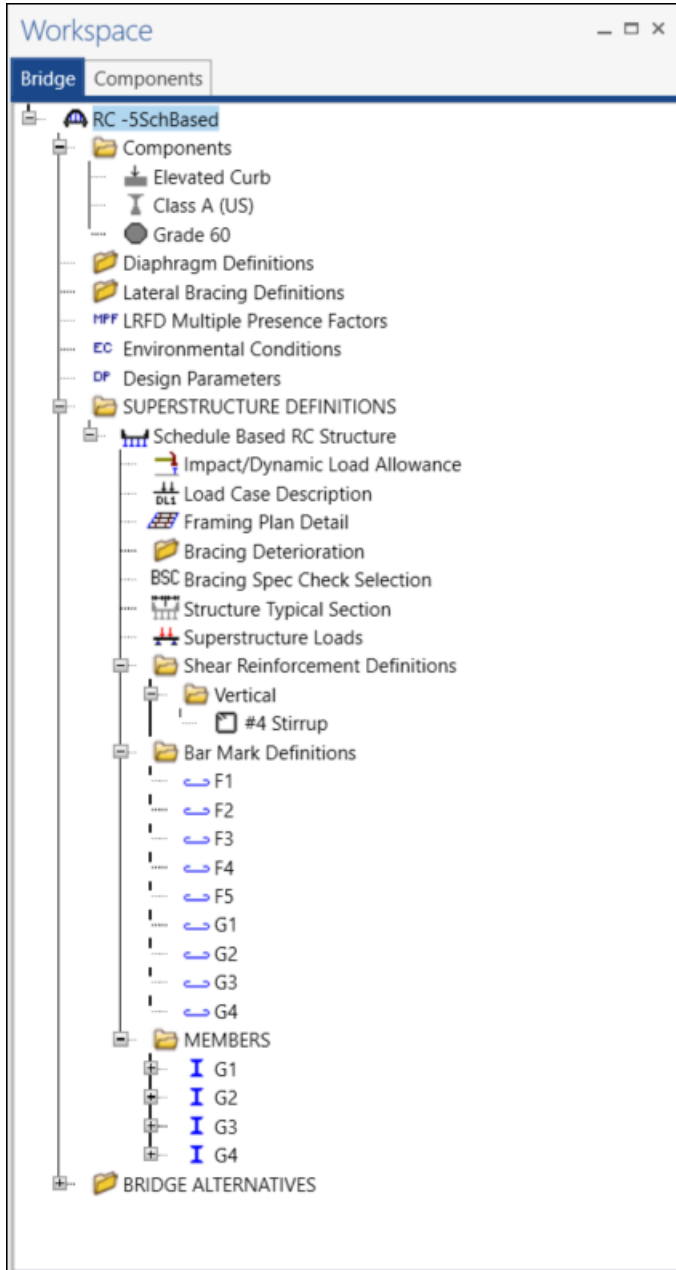 Workspace
Bridge Components
RC -5SchBased
Components
Elevated Curb
Class A (US)
Grade 60
Diaphragm Definitions
Lateral Bracing Definitions
MPF LRFD Multiple Presence Factors
EC Environmental Conditions
DP Design Parameters
SUPERSTRUCTURE DEFINITIONS
Schedule Based RC Structure
Impact/Dynamic Load Allowance
DL1 Load Case Description
Framing Plan Detail
Bracing Deterioration
BSC Bracing Spec Check Selection
Structure Typical Section
Superstructure Loads
Shear Reinforcement Definitions
Vertical
#4 Stirrup
Bar Mark Definitions
F1
F2
F3
F4
F5
G1
G2
G3
G4
MEMBERS
G1
G2
G3
G4
BRIDGE ALTERNATIVES